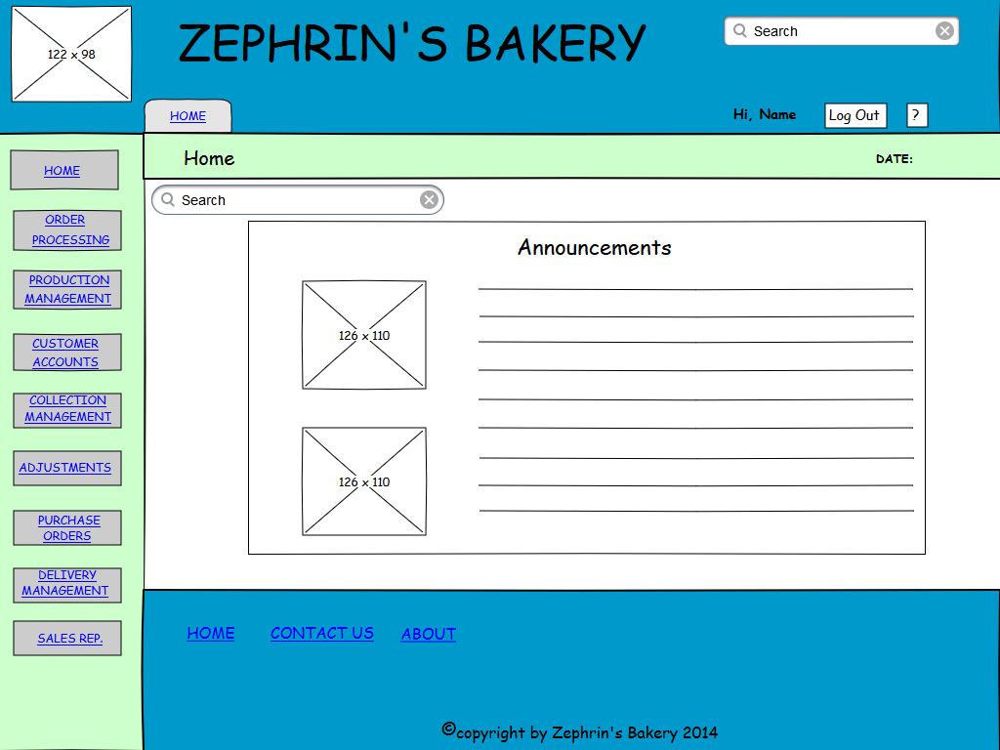 122 x 98
ZEPHRIN'S BAKERY
Search
HOME
Hi, Name
Log Out
?
Home
DATE:
HOME
ORDER
PROCESSING
PRODUCTION
MANAGEMENT
CUSTOMER
ACCOUNTS
COLLECTION
MANAGEMENT
ADJUSTMENTS
PURCHASE
ORDERS
DELIVERY
MANAGEMENT
SALES REP.
Search
Announcements
126 x 110
126 x 110
HOME
CONTACT US
ABOUT
©copyright by Zephrin's Bakery 2014